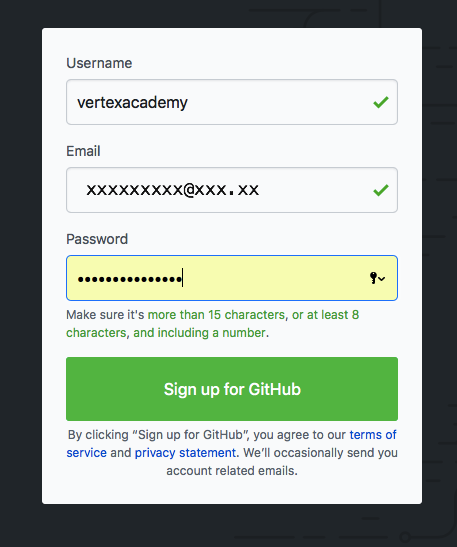 Username
vertexacademy
Email
xxxxxxxxx@xxx.xx
Password
•••••••••••••••
Make sure it's more than 15 characters, or at least 8
characters, and including a number.
Sign up for GitHub
By clicking “Sign up for GitHub”, you agree to our terms of
service and privacy statement. We’ll occasionally send you
account related emails.